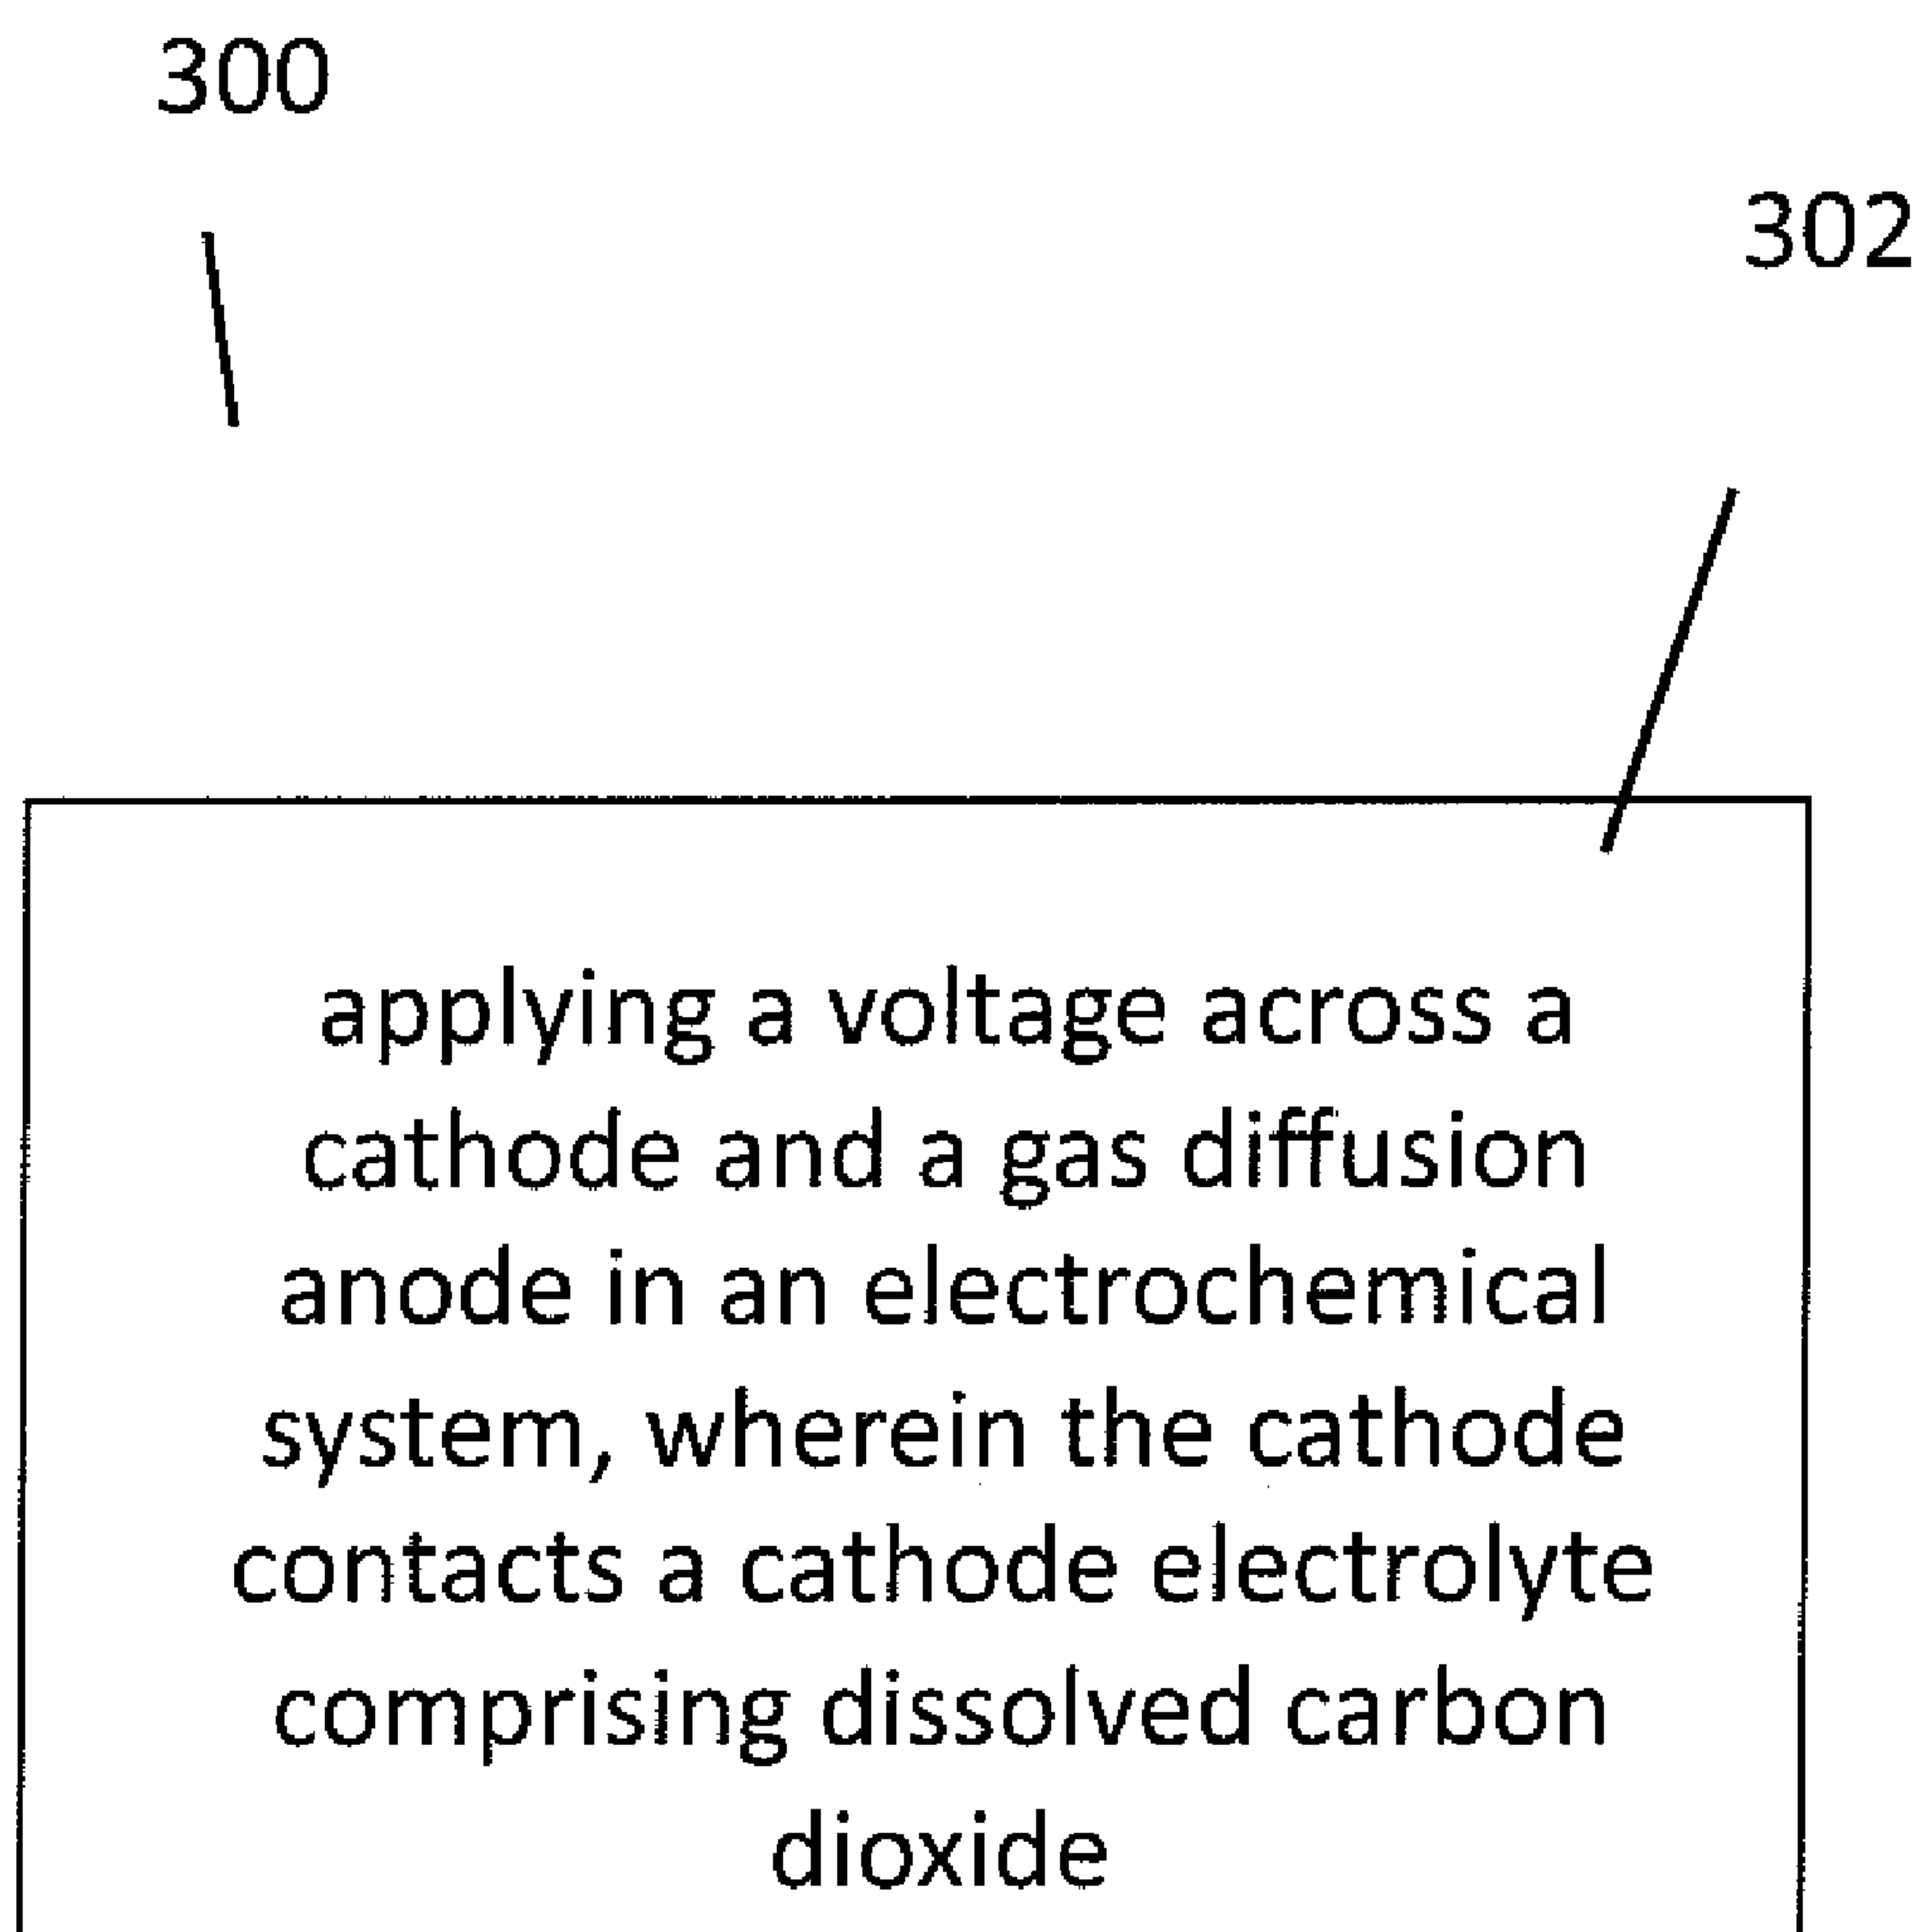 300
302
applying a voltage across a
cathode and a gas diffusion
anode in an electrochemical
system, wherein the cathode
contacts a cathode electrolyte
comprising dissolved carbon
dioxide